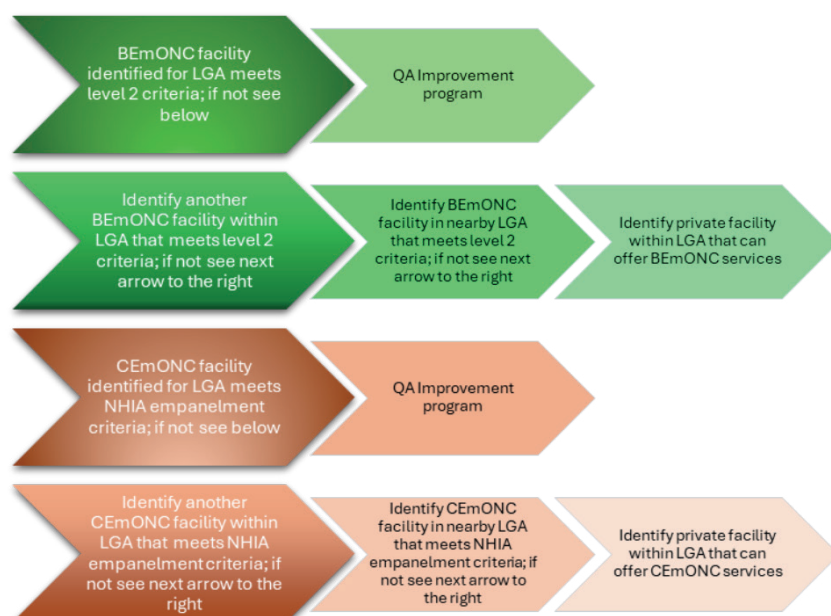 BEmONC facility
identified for LGA meets
level 2 criteria; if not see
below
QA Improvement
program
Identify another
BEmONC facility within
LGA that meets level 2
criteria; if not see next
arrow to the right
Identify BEmONC
facility in nearby LGA
that meets level 2
criteria; if not see next
arrow to the right
Identify private facility
within LGA that can
offer BEmONC services
CEmONC facility
identified for LGA meets
NHIA empanelment
criteria; if not see below
QA Improvement
program
Identify another
CEmONC facility within
LGA that meets NHIA
empanelment criteria; if
not see next arrow to the
right
Identify CEmONC
facility in nearby LGA
that meets NHIA
empanelment criteria; if
not see next arrow to
the right
Identify private facility
within LGA that can
offer CEmONC services